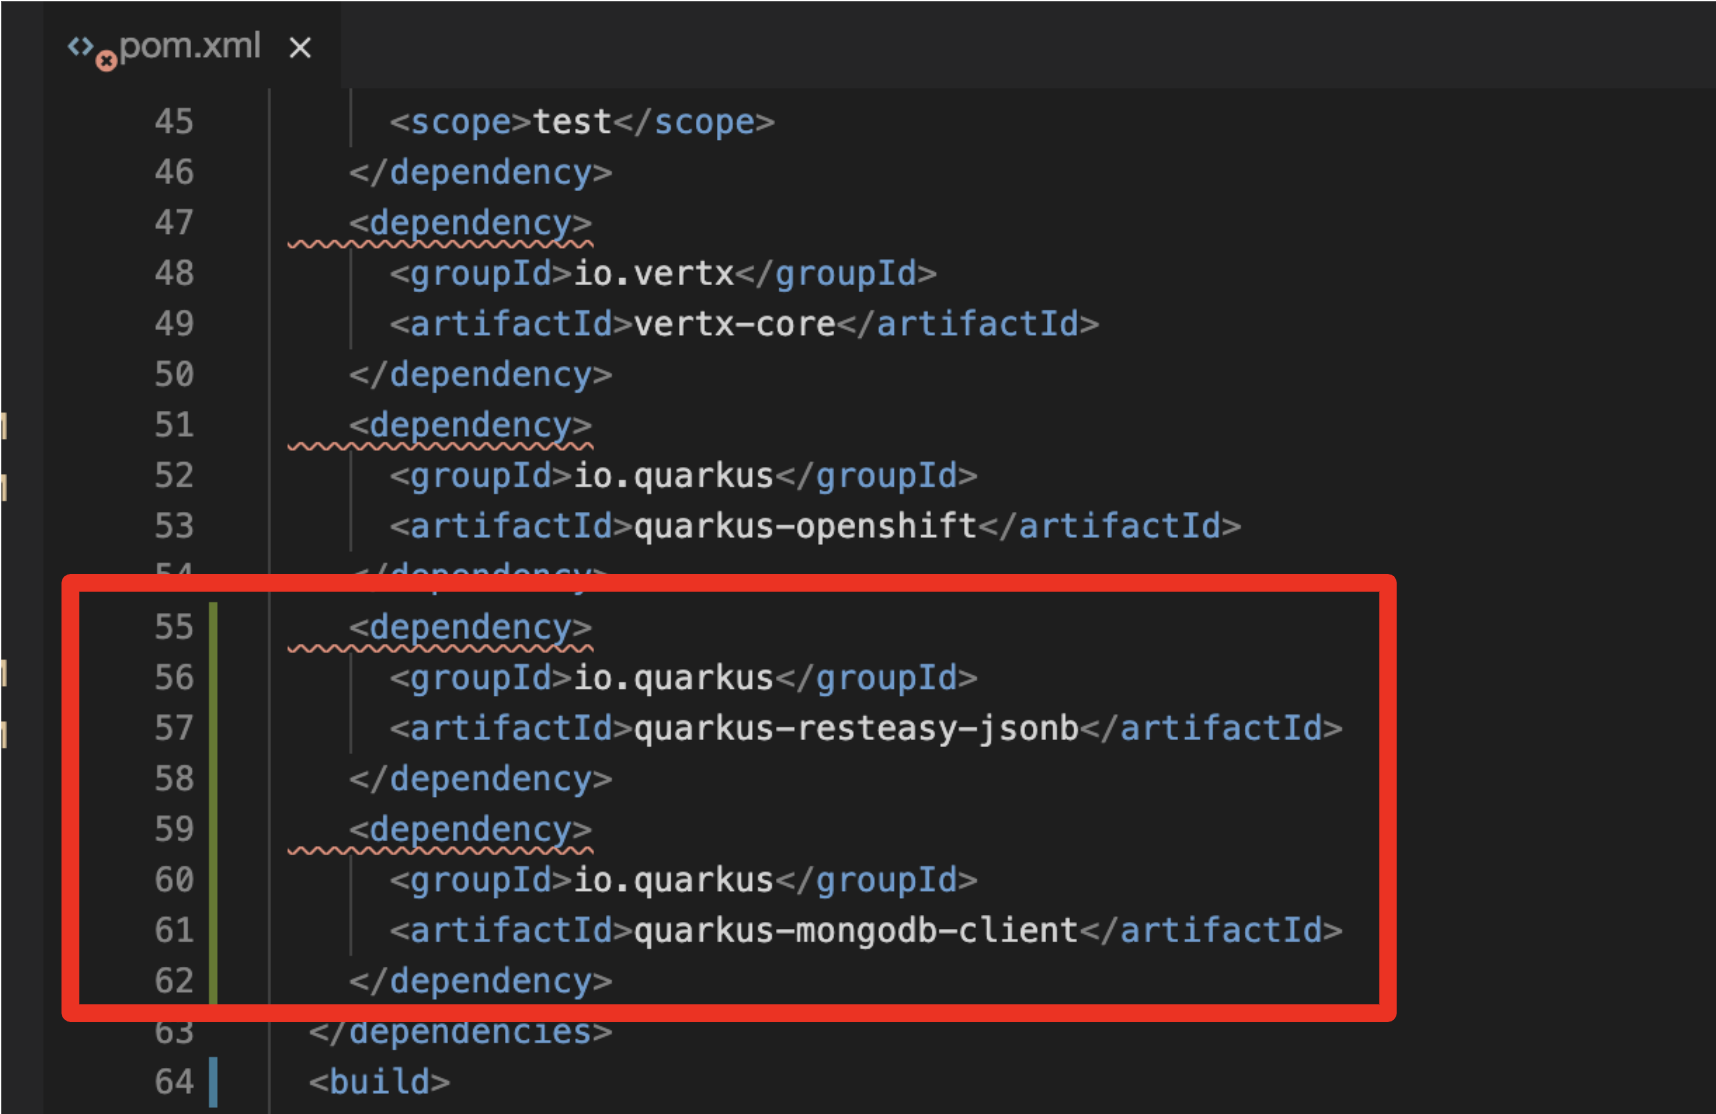 pom.xml
45 <scope>test</scope>
46 </dependency>
47 <dependency>
48 <groupId>io.vertx</groupId>
49 <artifactId>vertx-core</artifactId>
50 </dependency>
51 <dependency>
52 <groupId>io.quarkus</groupId>
53 <artifactId>quarkus-openshift</artifactId>
54 </dependency>
55 <dependency>
56 <groupId>io.quarkus</groupId>
57 <artifactId>quarkus-resteasy-jsonb</artifactId>
58 </dependency>
59 <dependency>
60 <groupId>io.quarkus</groupId>
61 <artifactId>quarkus-mongodb-client</artifactId>
62 </dependency>
63 </dependencies>
64 <build>